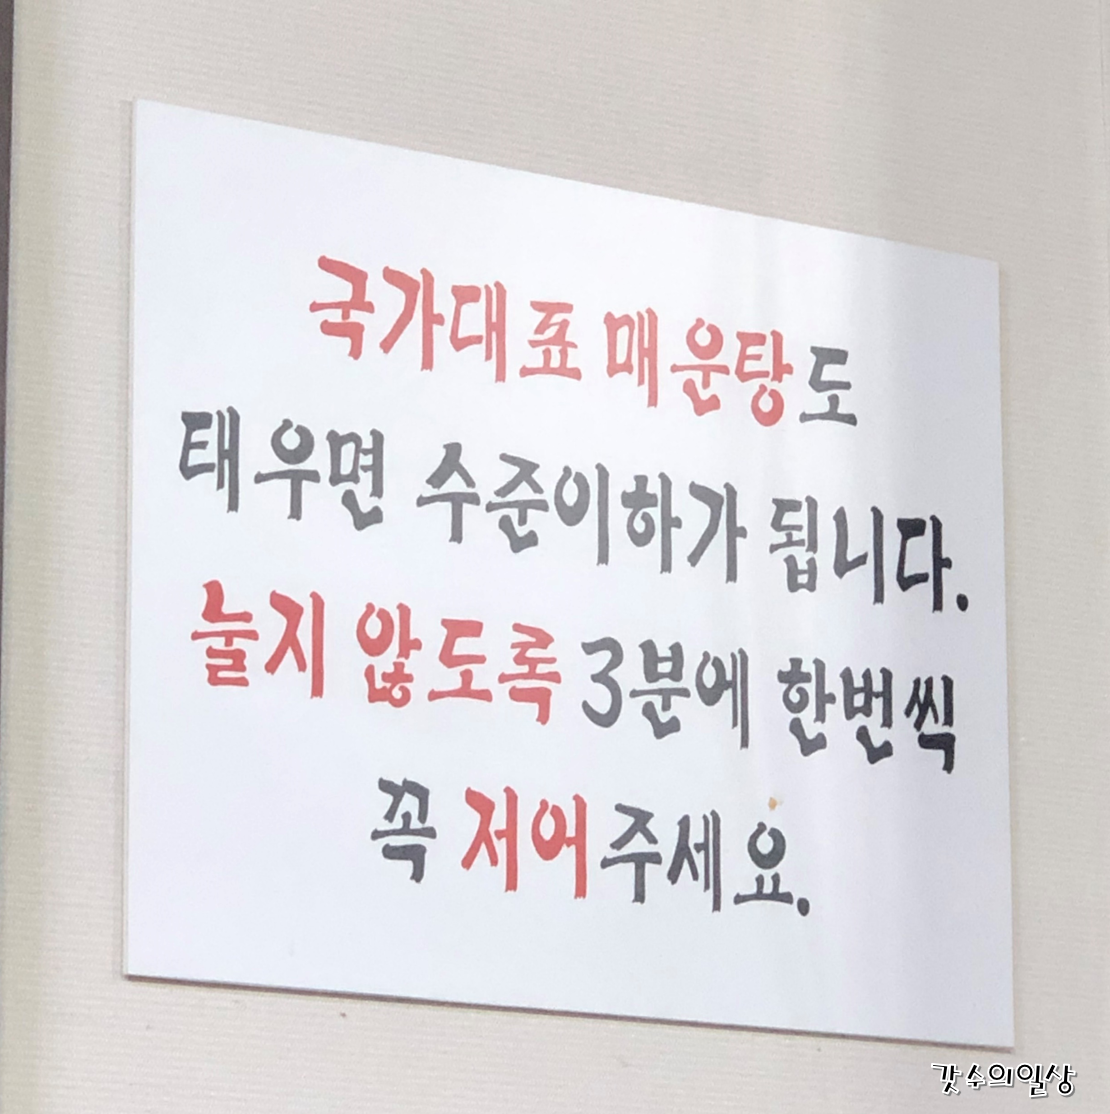 국가대표 매운탕도
태우면 수준이하가 됩니다.
눌지 않도록 3분에 한번씩
꼭 저어주세요.
갓수의일상